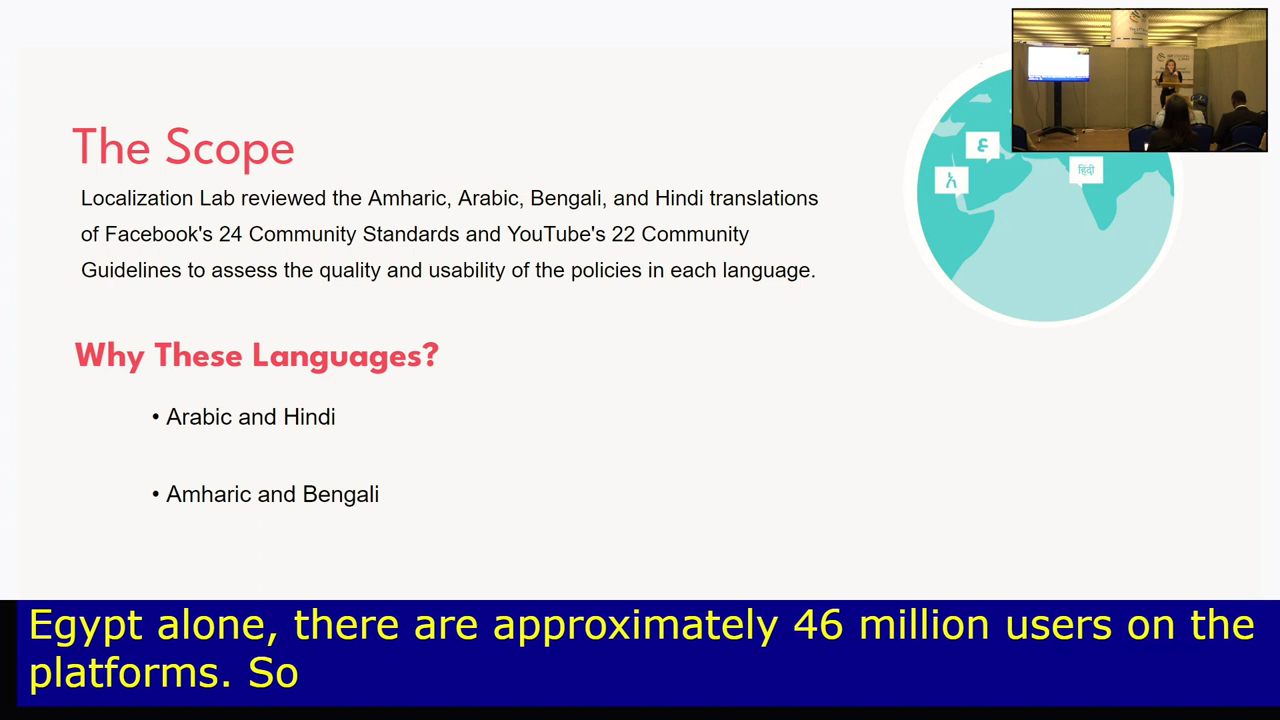 The Scope
Localization Lab reviewed the Amharic, Arabic, Bengali, and Hindi translations
of Facebook's 24 Community Standards and YouTube's 22 Community
Guidelines to assess the quality and usability of the policies in each language.
ع
አ
हिंदी
Why These Languages?
• Arabic and Hindi
• Amharic and Bengali
Egypt alone, there are approximately 46 million users on the
platforms. So